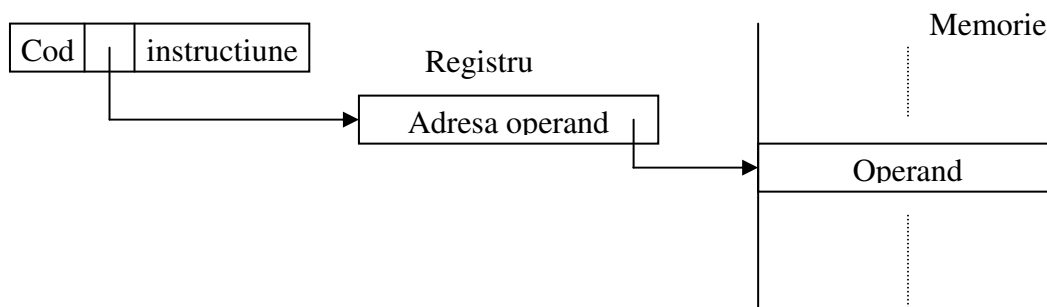 Memorie
Cod instructiune
Registru
Adresa operand
Operand